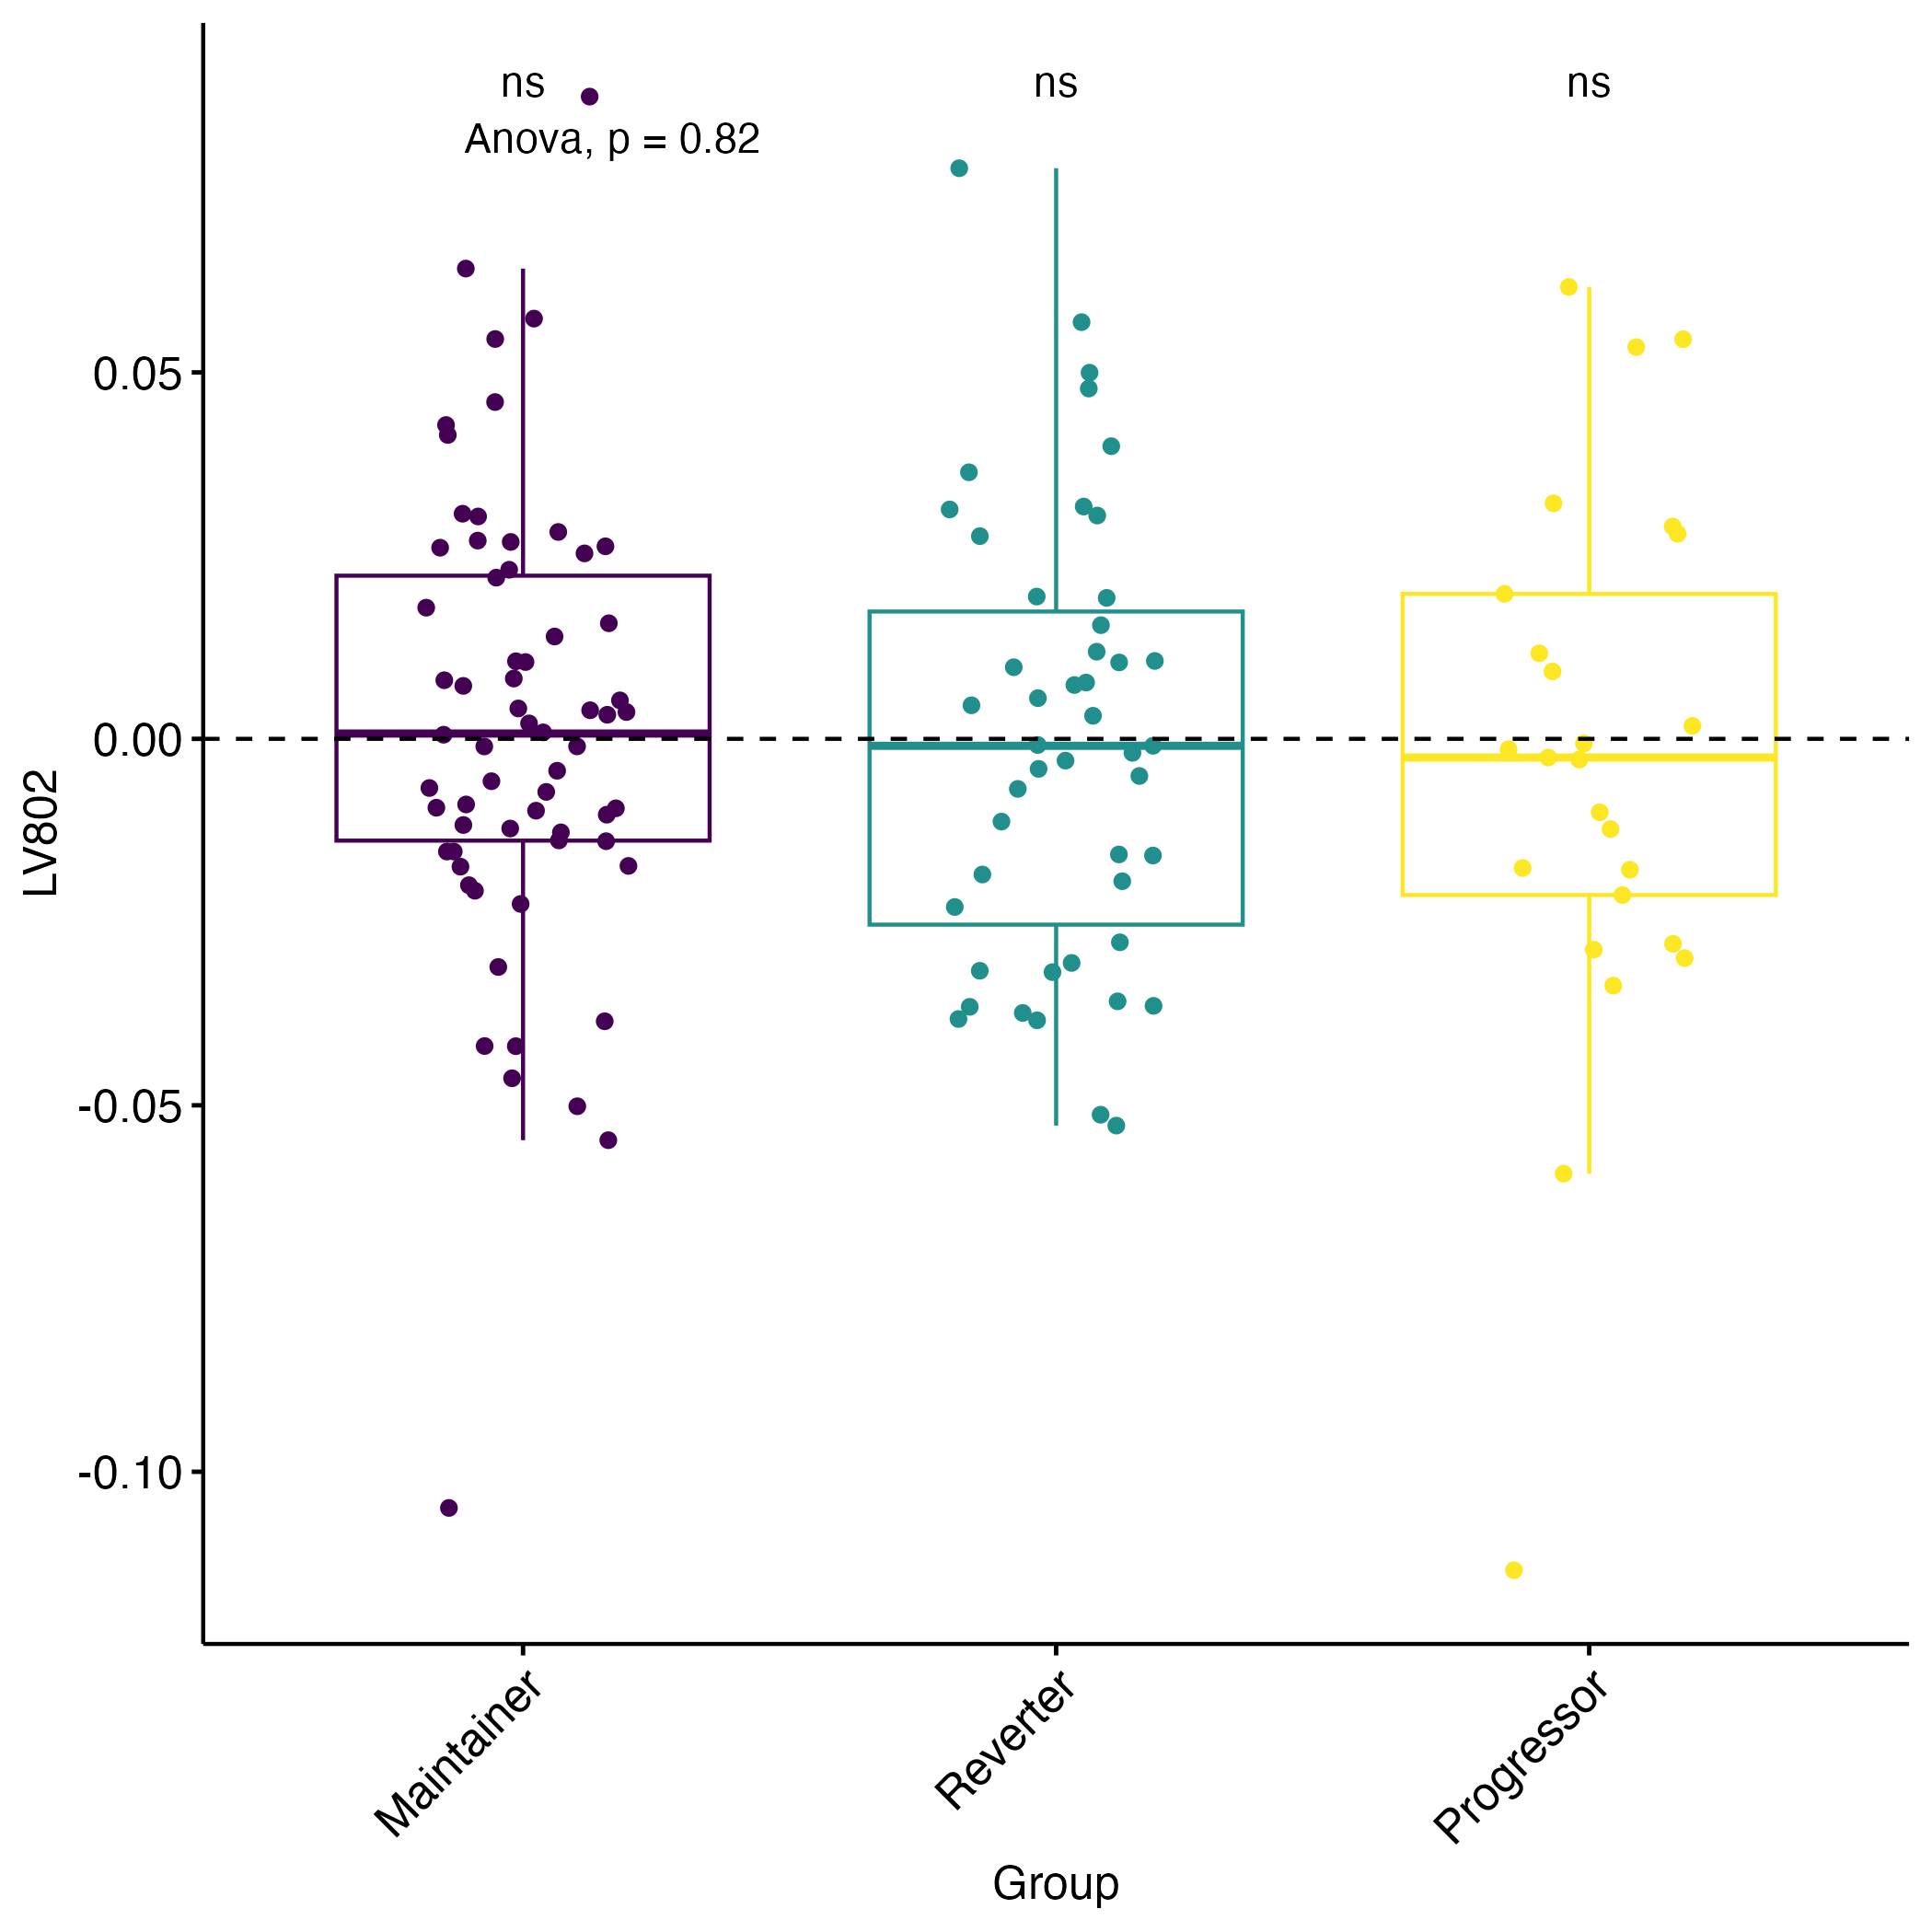 ns ns ns
Anova, p = 0.82
0.05
0.00
-0.05
-0.10
LV802
Maintainer
Reverter
Progressor
Group